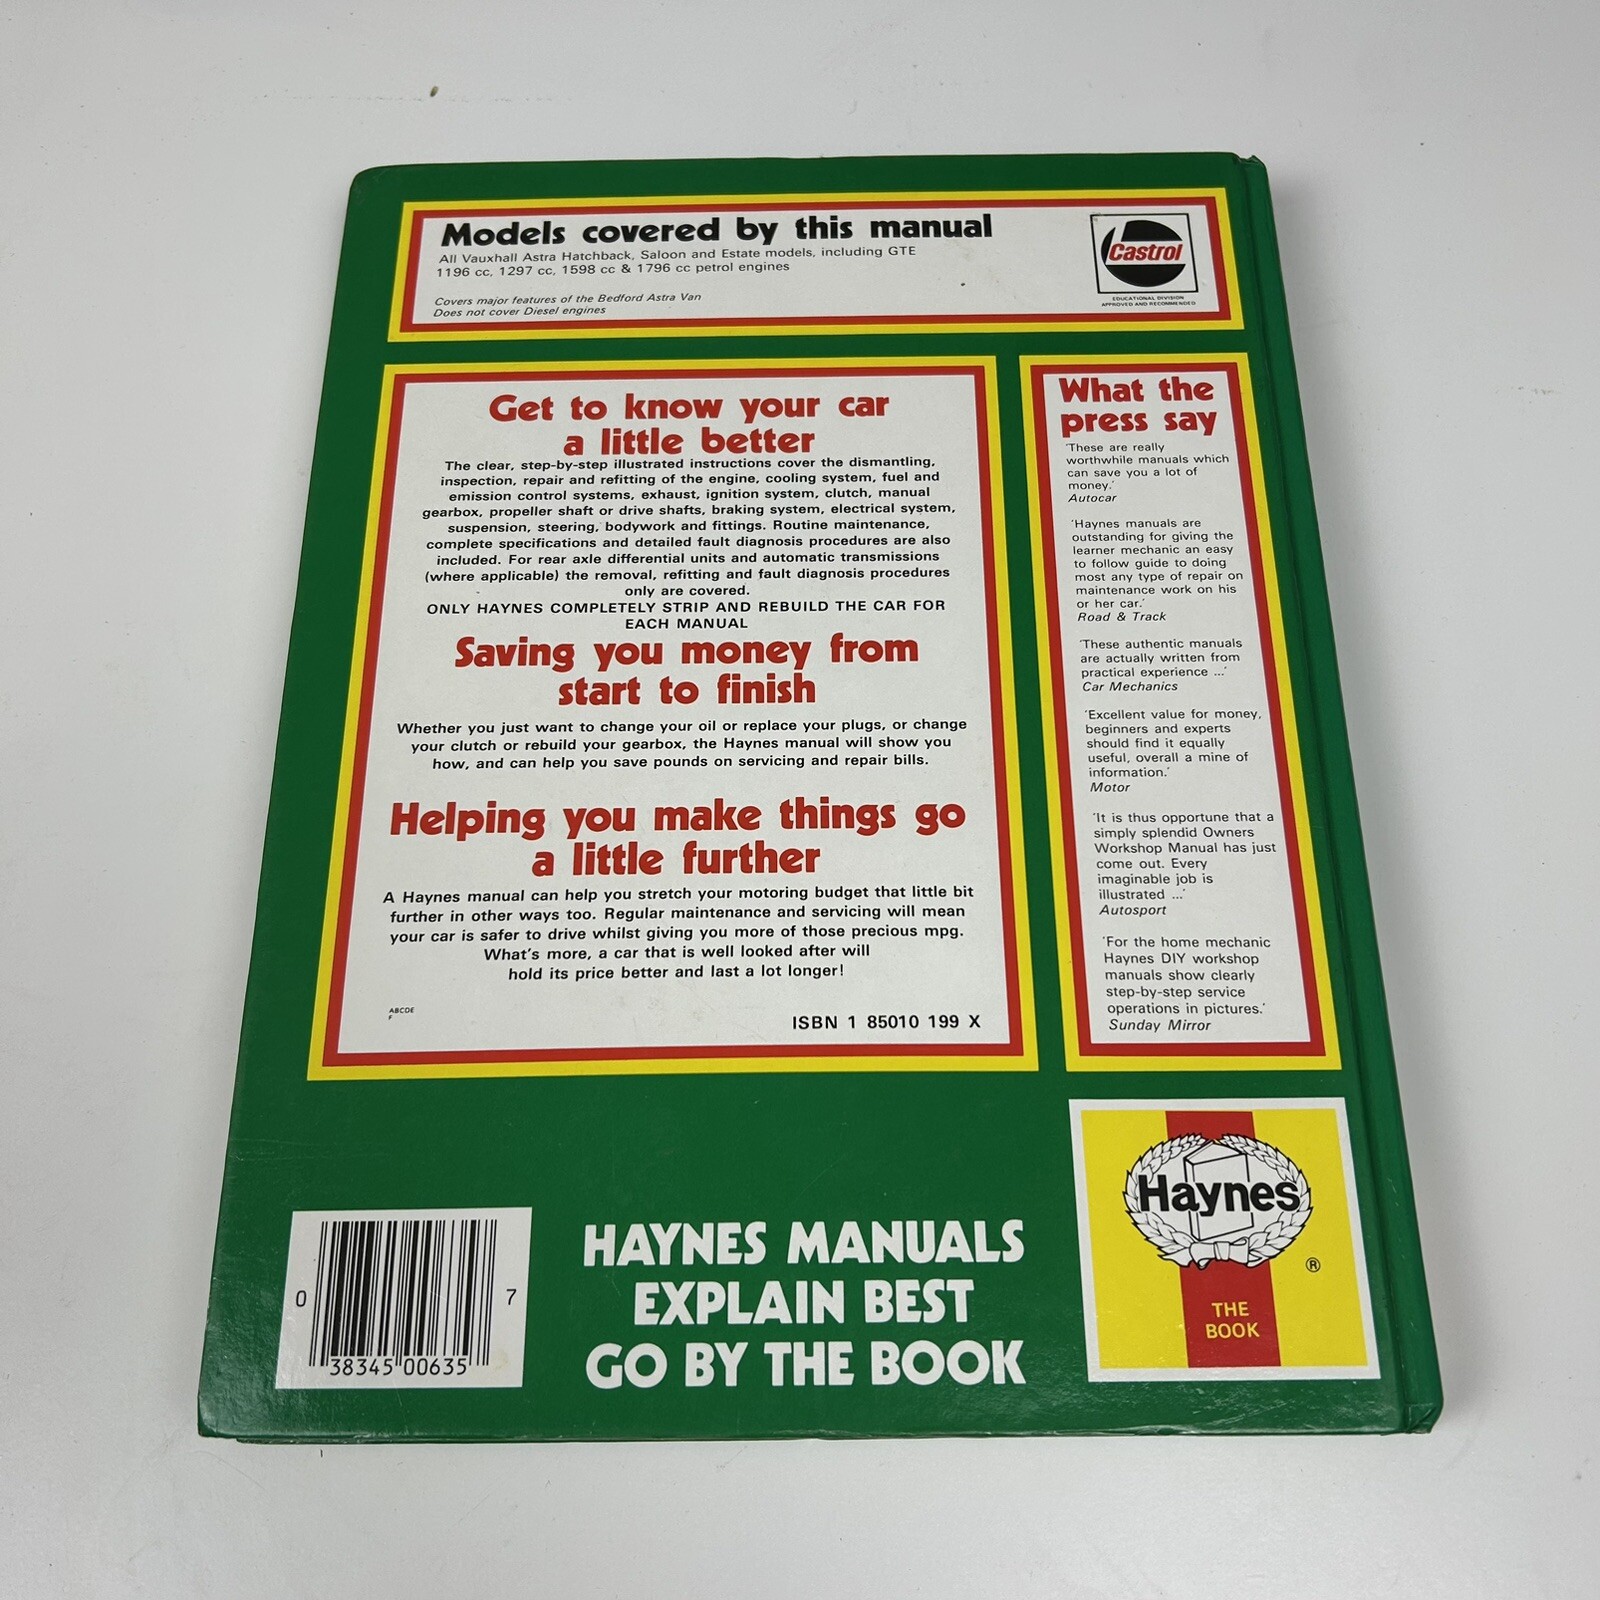 Models covered by this manual
All Vauxhall Astra Hatchback, Saloon and Estate models, including GTE
1196 cc, 1297 cc, 1598 cc & 1796 cc petrol engines
Covers major features of the Bedford Astra Van
Does not cover Diesel engines
Castrol
EDUCATIONAL DIVISION
APPROVED AND RECOMMENDED
Get to know your car
a little better
The clear, step-by-step illustrated instructions cover the dismantling,
inspection, repair and refitting of the engine, cooling system, fuel and
emission control systems, exhaust, ignition system, clutch, manual
gearbox, propeller shaft or drive shafts, braking system, electrical system,
suspension, steering, bodywork and fittings. Routine maintenance,
complete specifications and detailed fault diagnosis procedures are also
included. For rear axle differential units and automatic transmissions
(where applicable) the removal, refitting and fault diagnosis procedures
only are covered.
ONLY HAYNES COMPLETELY STRIP AND REBUILD THE CAR FOR
EACH MANUAL
Saving you money from
start to finish
Whether you just want to change your oil or replace your plugs, or change
your clutch or rebuild your gearbox, the Haynes manual will show you
how, and can help you save pounds on servicing and repair bills.
Helping you make things go
a little further
A Haynes manual can help you stretch your motoring budget that little bit
further in other ways too. Regular maintenance and servicing will mean
your car is safer to drive whilst giving you more of those precious mpg.
What's more, a car that is well looked after will
hold its price better and last a lot longer!
ABCDE
F
ISBN 1 85010 199 X
What the
press say
'These are really
worthwhile manuals which
can save you a lot of
money.'
Autocar
'Haynes manuals are
outstanding for giving the
learner mechanic an easy
to follow guide to doing
most any type of repair on
maintenance work on his
or her car.'
Road & Track
'These authentic manuals
are actually written from
practical experience ...'
Car Mechanics
'Excellent value for money,
beginners and experts
should find it equally
useful, overall a mine of
information.'
Motor
'It is thus opportune that a
simply splendid Owners
Workshop Manual has just
come out. Every
imaginable job is
illustrated ...'
Autosport
'For the home mechanic
Haynes DIY workshop
manuals show clearly
step-by-step service
operations in pictures.'
Sunday Mirror
0 38345 00635 7
HAYNES MANUALS
EXPLAIN BEST
GO BY THE BOOK
Haynes
®
THE
BOOK